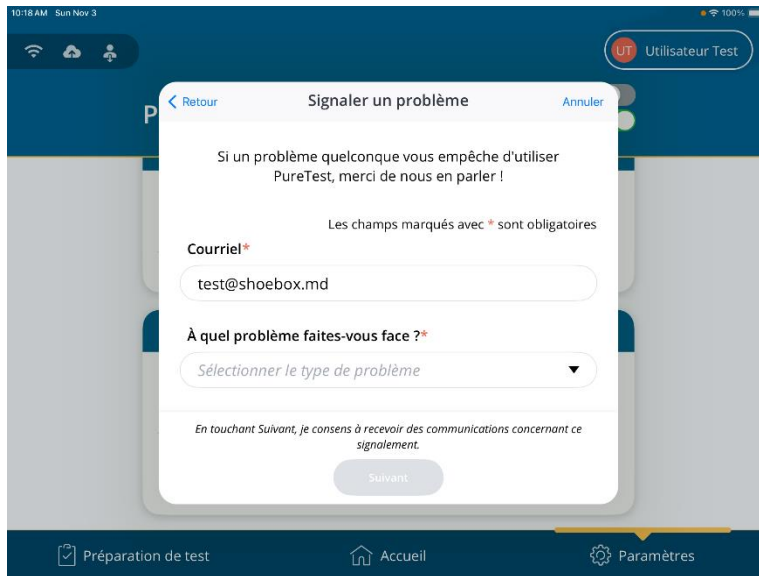 10:18 AM Sun Nov 3
100%
UT Utilisateur Test
P
Retour
Signaler un problème
Annuler
Si un problème quelconque vous empêche d'utiliser
PureTest, merci de nous en parler !
Les champs marqués avec * sont obligatoires
Courriel*
test@shoebox.md
À quel problème faites-vous face ?*
Sélectionner le type de problème
En touchant Suivant, je consens à recevoir des communications concernant ce
signalement.
Suivant
Préparation de test
Accueil
Paramètres